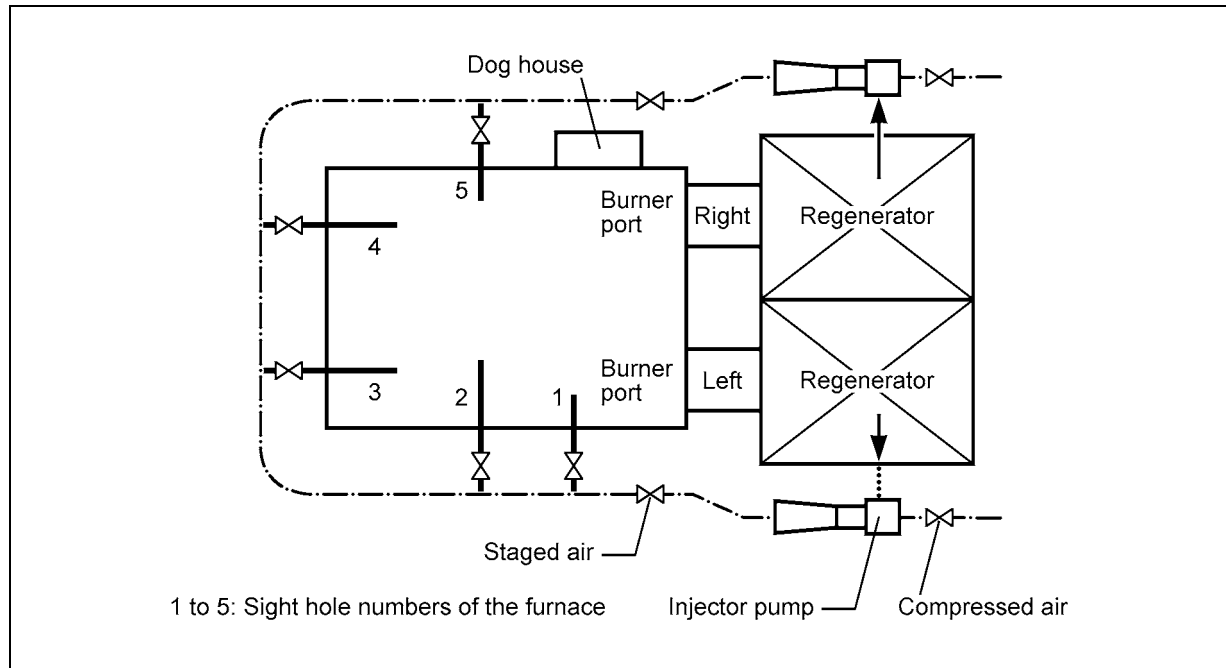 Dog house
5
Burner
port
Right
Regenerator
4
3
2
1
Burner
port
Left
Regenerator
Staged air
1 to 5: Sight hole numbers of the furnace
Injector pump
Compressed air